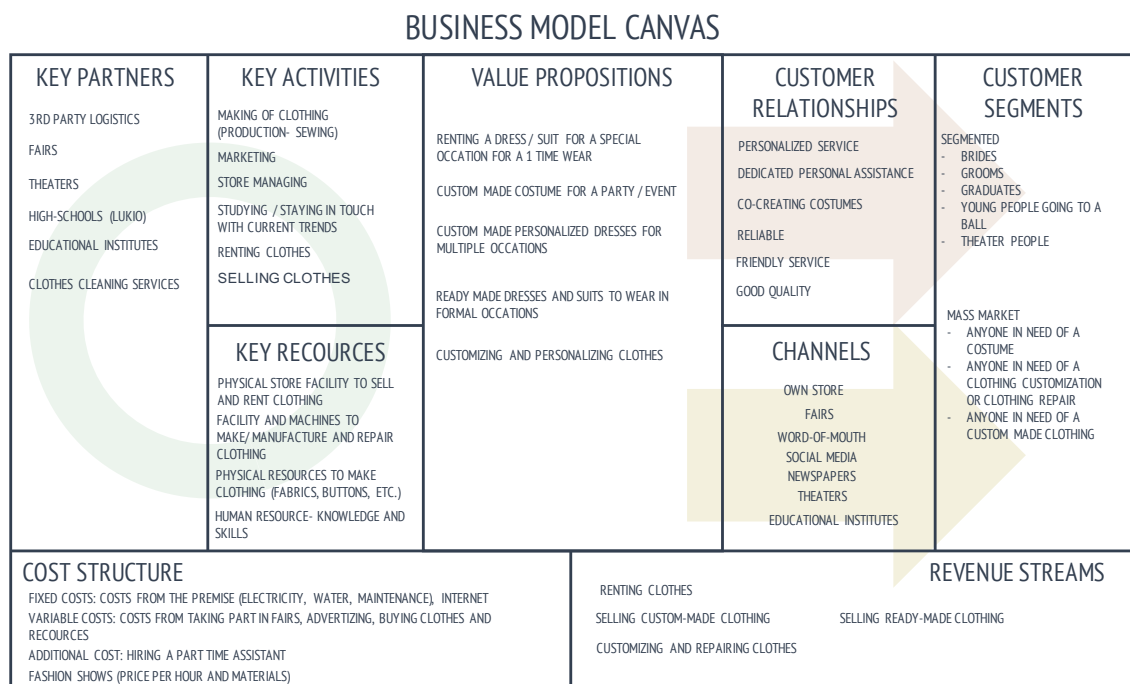 BUSINESS MODEL CANVAS
KEY PARTNERS
3RD PARTY LOGISTICS
FAIRS
THEATERS
HIGH-SCHOOLS (LUKIO)
EDUCATIONAL INSTITUTES
CLOTHES CLEANING SERVICES
KEY ACTIVITIES
MAKING OF CLOTHING
(PRODUCTION- SEWING)
MARKETING
STORE MANAGING
STUDYING / STAYING IN TOUCH
WITH CURRENT TRENDS
RENTING CLOTHES
SELLING CLOTHES
KEY RECOURCES
PHYSICAL STORE FACILITY TO SELL
AND RENT CLOTHING
FACILITY AND MACHINES TO
MAKE/ MANUFACTURE AND REPAIR
CLOTHING
PHYSICAL RESOURCES TO MAKE
CLOTHING (FABRICS, BUTTONS, ETC.)
HUMAN RESOURCE- KNOWLEDGE AND
SKILLS
VALUE PROPOSITIONS
RENTING A DRESS / SUIT FOR A SPECIAL
OCCATION FOR A 1 TIME WEAR
CUSTOM MADE COSTUME FOR A PARTY / EVENT
CUSTOM MADE PERSONALIZED DRESSES FOR
MULTIPLE OCCATIONS
READY MADE DRESSES AND SUITS TO WEAR IN
FORMAL OCCATIONS
CUSTOMIZING AND PERSONALIZING CLOTHES
CUSTOMER
RELATIONSHIPS
PERSONALIZED SERVICE
DEDICATED PERSONAL ASSISTANCE
CO-CREATING COSTUMES
RELIABLE
FRIENDLY SERVICE
GOOD QUALITY
CHANNELS
OWN STORE
FAIRS
WORD-OF-MOUTH
SOCIAL MEDIA
NEWSPAPERS
THEATERS
EDUCATIONAL INSTITUTES
CUSTOMER
SEGMENTS
SEGMENTED
- BRIDES
- GROOMS
- GRADUATES
- YOUNG PEOPLE GOING TO A
BALL
- THEATER PEOPLE
MASS MARKET
- ANYONE IN NEED OF A
COSTUME
- ANYONE IN NEED OF A
CLOTHING CUSTOMIZATION
OR CLOTHING REPAIR
- ANYONE IN NEED OF A
CUSTOM MADE CLOTHING
COST STRUCTURE
FIXED COSTS: COSTS FROM THE PREMISE (ELECTRICITY, WATER, MAINTENANCE), INTERNET
VARIABLE COSTS: COSTS FROM TAKING PART IN FAIRS, ADVERTIZING, BUYING CLOTHES AND
RECOURCES
ADDITIONAL COST: HIRING A PART TIME ASSISTANT
FASHION SHOWS (PRICE PER HOUR AND MATERIALS)
REVENUE STREAMS
RENTING CLOTHES
SELLING CUSTOM-MADE CLOTHING
SELLING READY-MADE CLOTHING
CUSTOMIZING AND REPAIRING CLOTHES